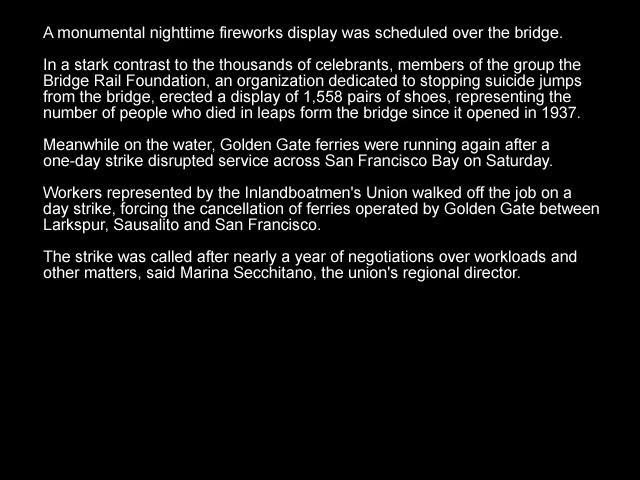 A monumental nighttime fireworks display was scheduled over the bridge.
In a stark contrast to the thousands of celebrants, members of the group the
Bridge Rail Foundation, an organization dedicated to stopping suicide jumps
from the bridge, erected a display of 1,558 pairs of shoes, representing the
number of people who died in leaps form the bridge since it opened in 1937.
Meanwhile on the water, Golden Gate ferries were running again after a
one-day strike disrupted service across San Francisco Bay on Saturday.
Workers represented by the Inlandboatmen's Union walked off the job on a
day strike, forcing the cancellation of ferries operated by Golden Gate between
Larkspur, Sausalito and San Francisco.
The strike was called after nearly a year of negotiations over workloads and
other matters, said Marina Secchitano, the union's regional director.